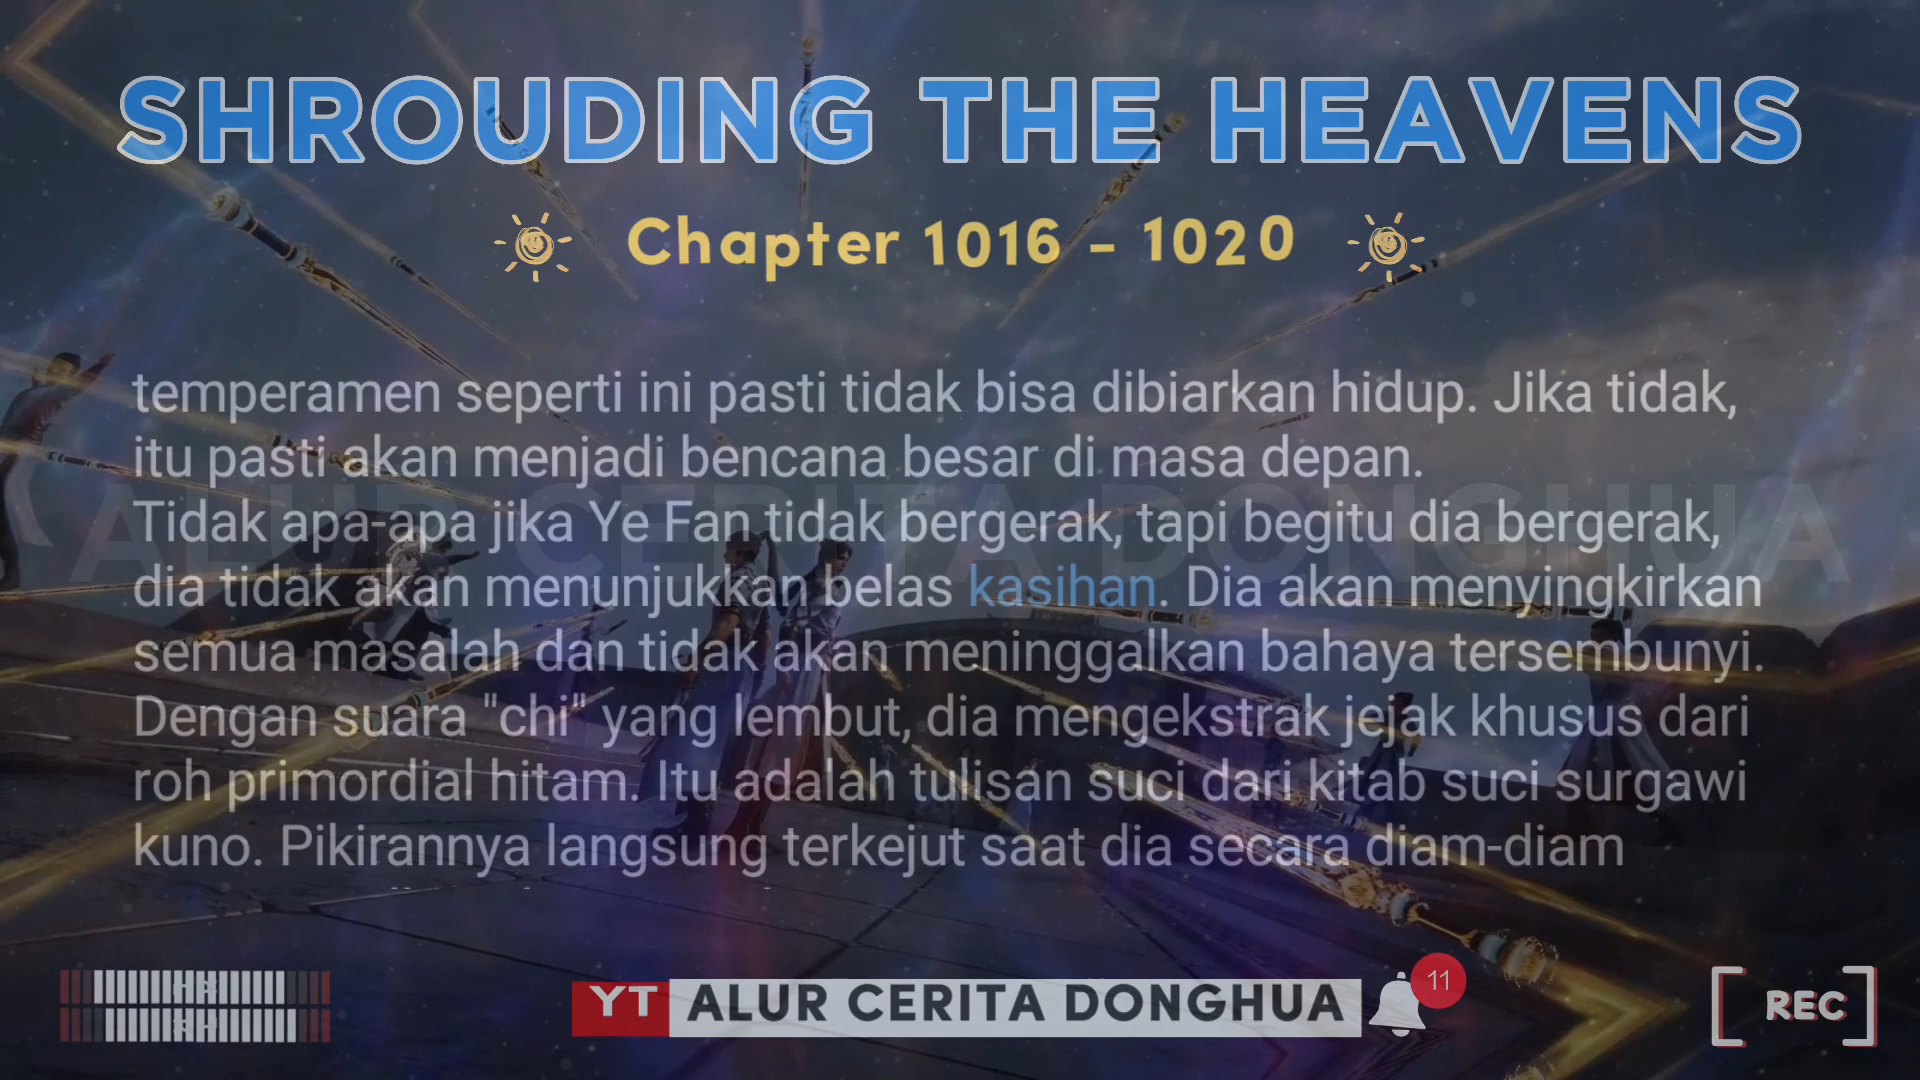 SHROUDING THE HEAVENS
Chapter 1016 - 1020
temperamen seperti ini pasti tidak bisa dibiarkan hidup. Jika tidak,
itu pasti akan menjadi bencana besar di masa depan.
Tidak apa-apa jika Ye Fan tidak bergerak, tapi begitu dia bergerak,
dia tidak akan menunjukkan belas kasihan. Dia akan menyingkirkan
semua masalah dan tidak akan meninggalkan bahaya tersembunyi.
Dengan suara "chi" yang lembut, dia mengekstrak jejak khusus dari
roh primordial hitam. Itu adalah tulisan suci dari kitab suci surgawi
kuno. Pikirannya langsung terkejut saat dia secara diam-diam
ALUR CERITA DONGHUA
YT ALUR CERITA DONGHUA 11
REC